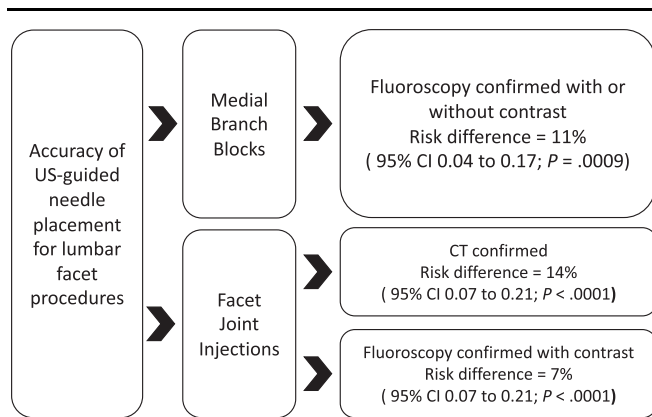 Accuracy of
US-guided
needle
placement
for lumbar
facet
procedures
Medial
Branch
Blocks
Fluoroscopy confirmed with or
without contrast
Risk difference = 11%
( 95% CI 0.04 to 0.17; P = .0009)
Facet
Joint
Injections
CT confirmed
Risk difference = 14%
( 95% CI 0.07 to 0.21; P < .0001)
Fluoroscopy confirmed with contrast
Risk difference = 7%
( 95% CI 0.07 to 0.21; P < .0001)